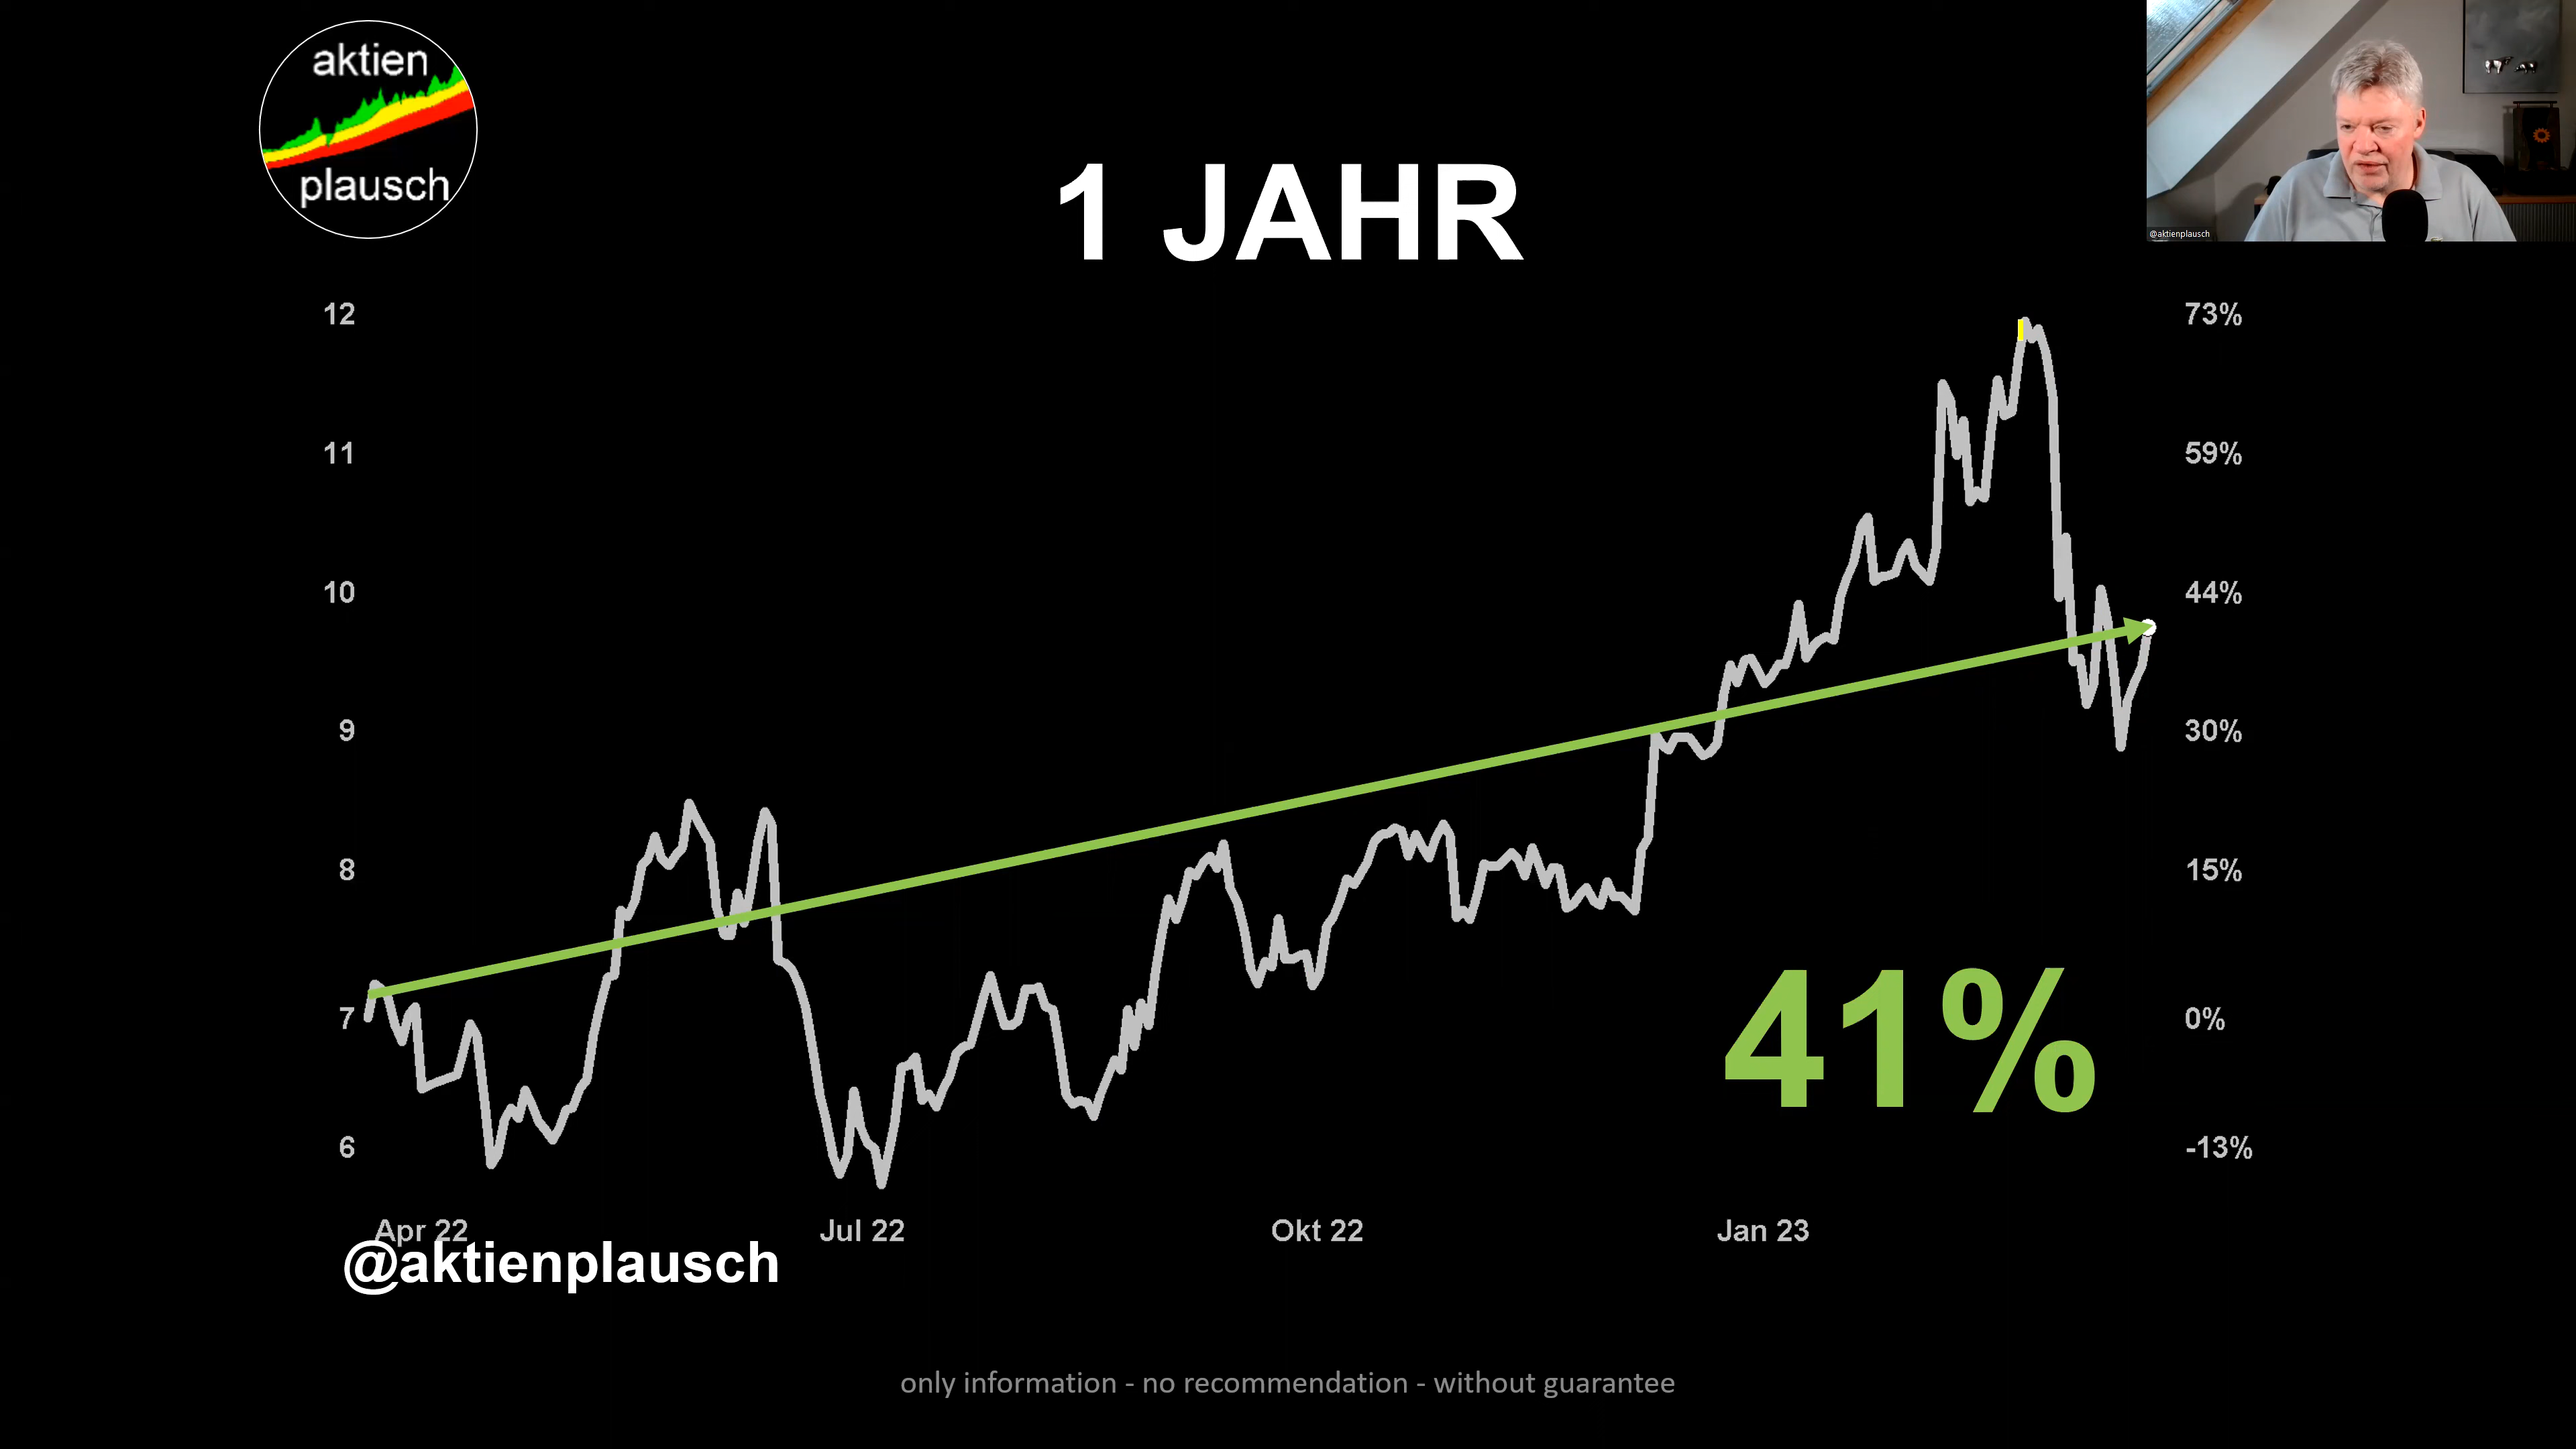 aktien
plausch
1 JAHR
@aktienplausch
12
73%
11
59%
10
44%
9
30%
8
15%
7
0%
41%
6
-13%
Apr 22
Jul 22
Okt 22
Jan 23
@aktienplausch
only information - no recommendation - without guarantee